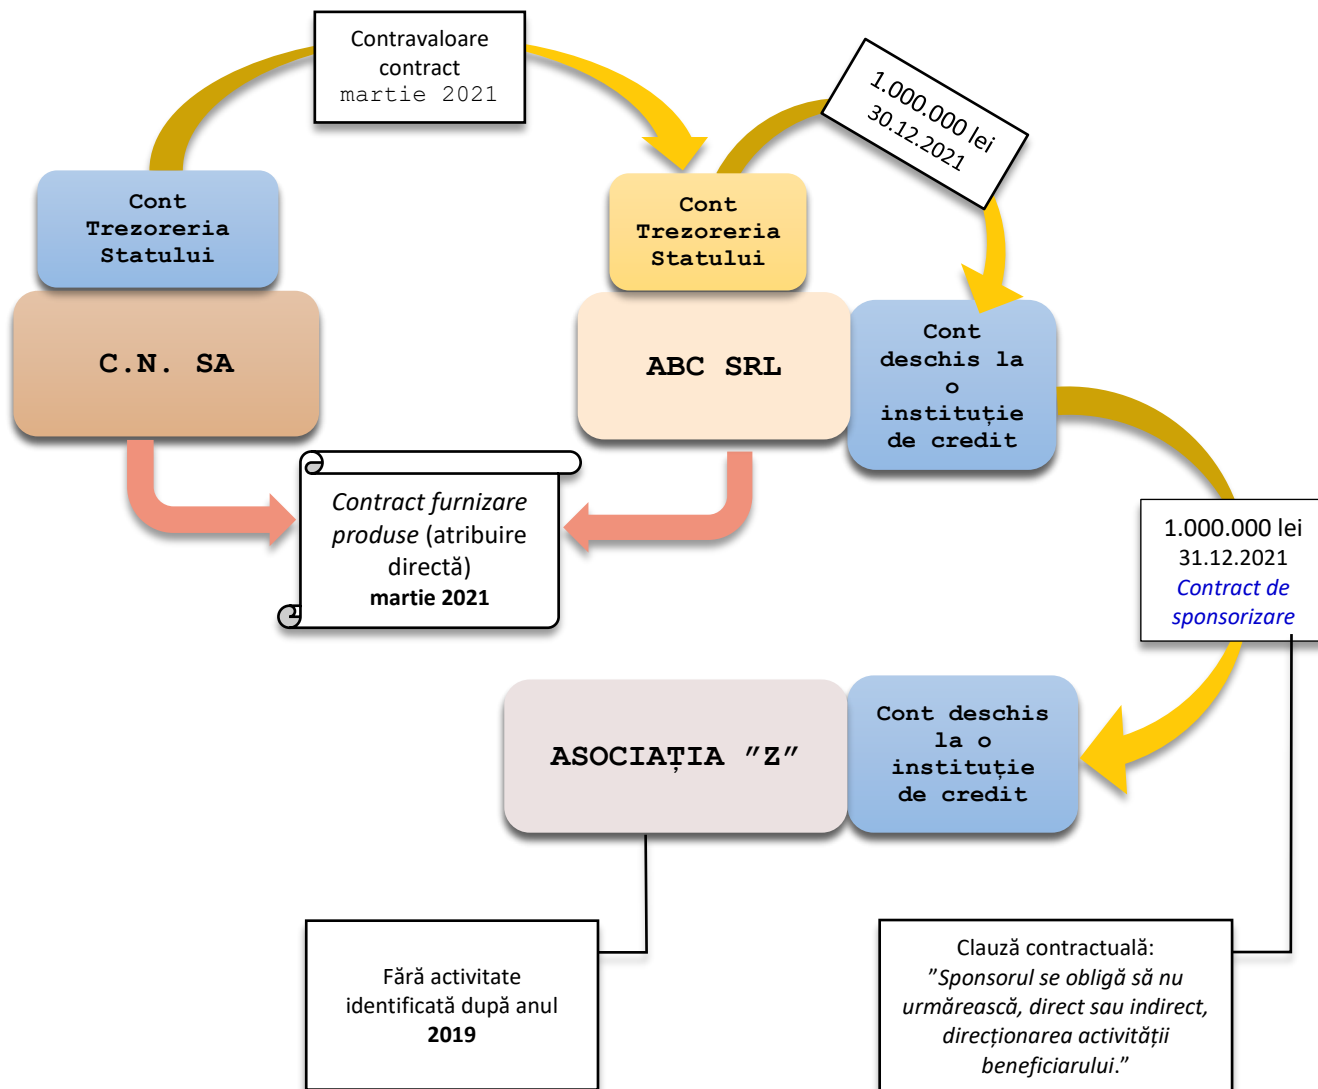 Contravaloare
contract
martie 2021
1.000.000 lei
30.12.2021
Cont
Trezoreria
Statului
Cont
Trezoreria
Statului
C.N. SA
ABC SRL
Cont
deschis la
o
instituție
de credit
Contract furnizare
produse (atribuire
directă)
martie 2021
1.000.000 lei
31.12.2021
Contract de
sponsorizare
ASOCIAȚIA ”Z”
Cont deschis
la o
instituție
de credit
Fără activitate
identificată după anul
2019
Clauză contractuală:
”Sponsorul se obligă să nu
urmărească, direct sau indirect,
direcționarea activității
beneficiarului.”